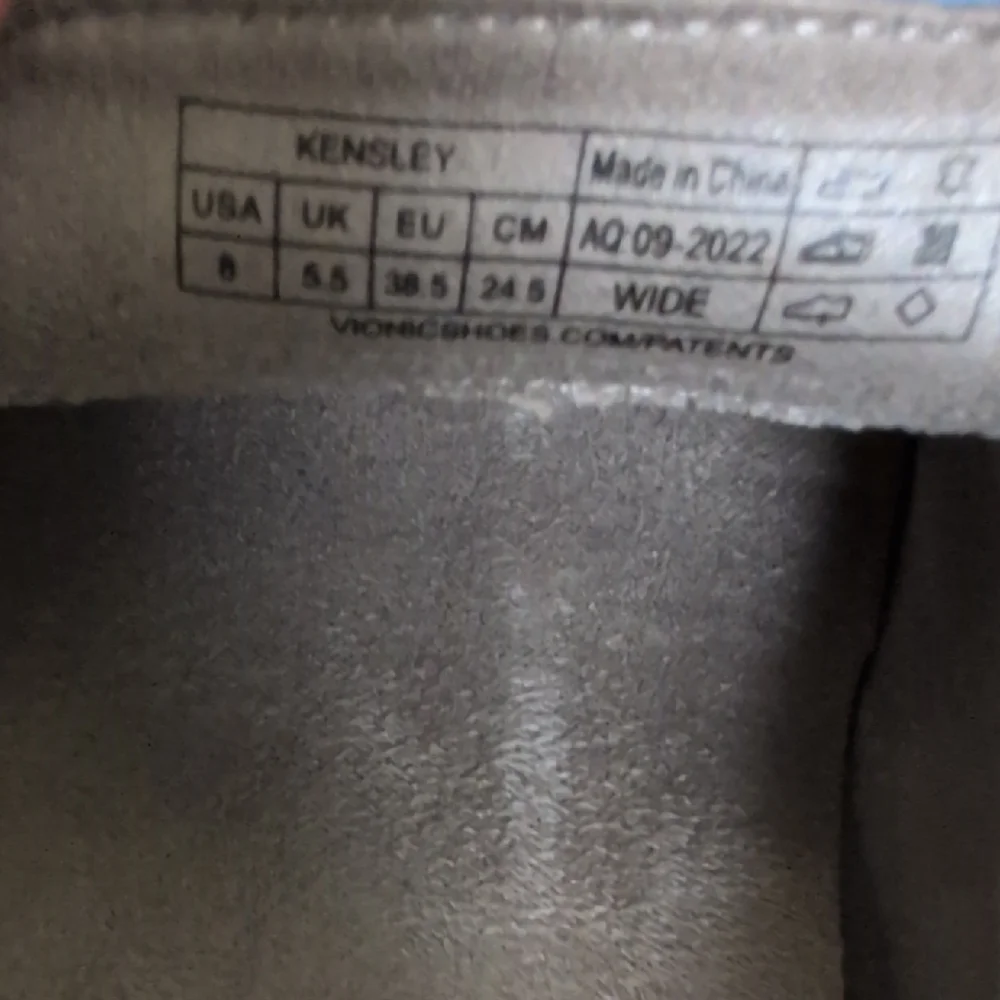 KENSLEY Made in China
USA UK EU CM AQ 09-2022
8 5.5 38.5 24.5 WIDE
VIONICSHOES.COM/PATENTS